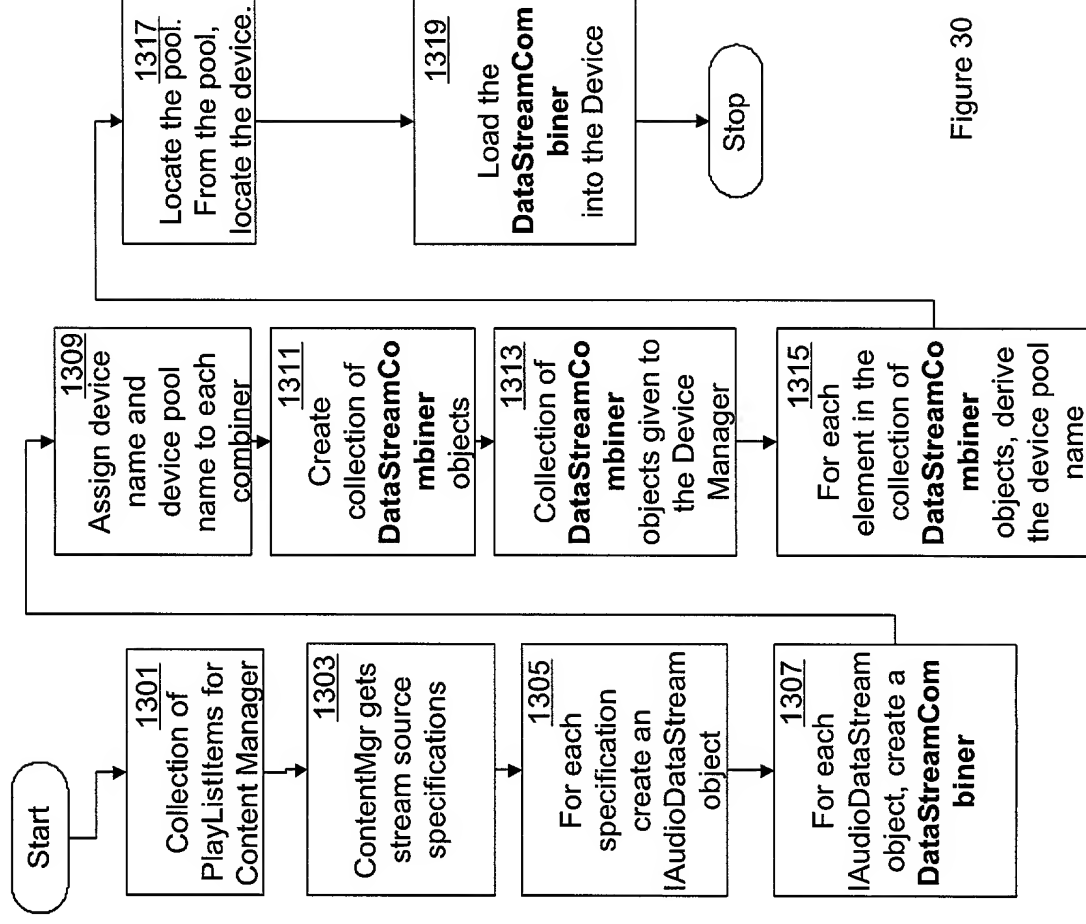 Start
1301
Collection of
PlayListItems for
Content Manager
1303
ContentMgr gets
stream source
specifications
1305
For each
specification
create an
IAudioDataStream
object
1307
For each
IAudioDataStream
object, create a
DataStreamCom
biner
1309
Assign device
name and
device pool
name to each
combiner
1311
Create
collection of
DataStreamCo
mbiner
objects
1313
Collection of
DataStreamCo
mbiner
objects given to
the Device
Manager
1315
For each
element in the
collection of
DataStreamCo
mbiner
objects, derive
the device pool
name
1317
Locate the pool.
From the pool,
locate the device.
1319
Load the
DataStreamCom
biner
into the Device
Stop
Figure 30